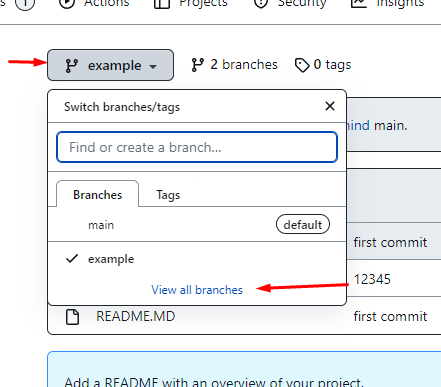 s 1 Actions Projects Security Insights
example 2 branches 0 tags
Switch branches/tags
hind main.
Find or create a branch...
Branches Tags
main default
first commit
example
12345
View all branches
README.MD first commit
Add a README with an overview of your project.